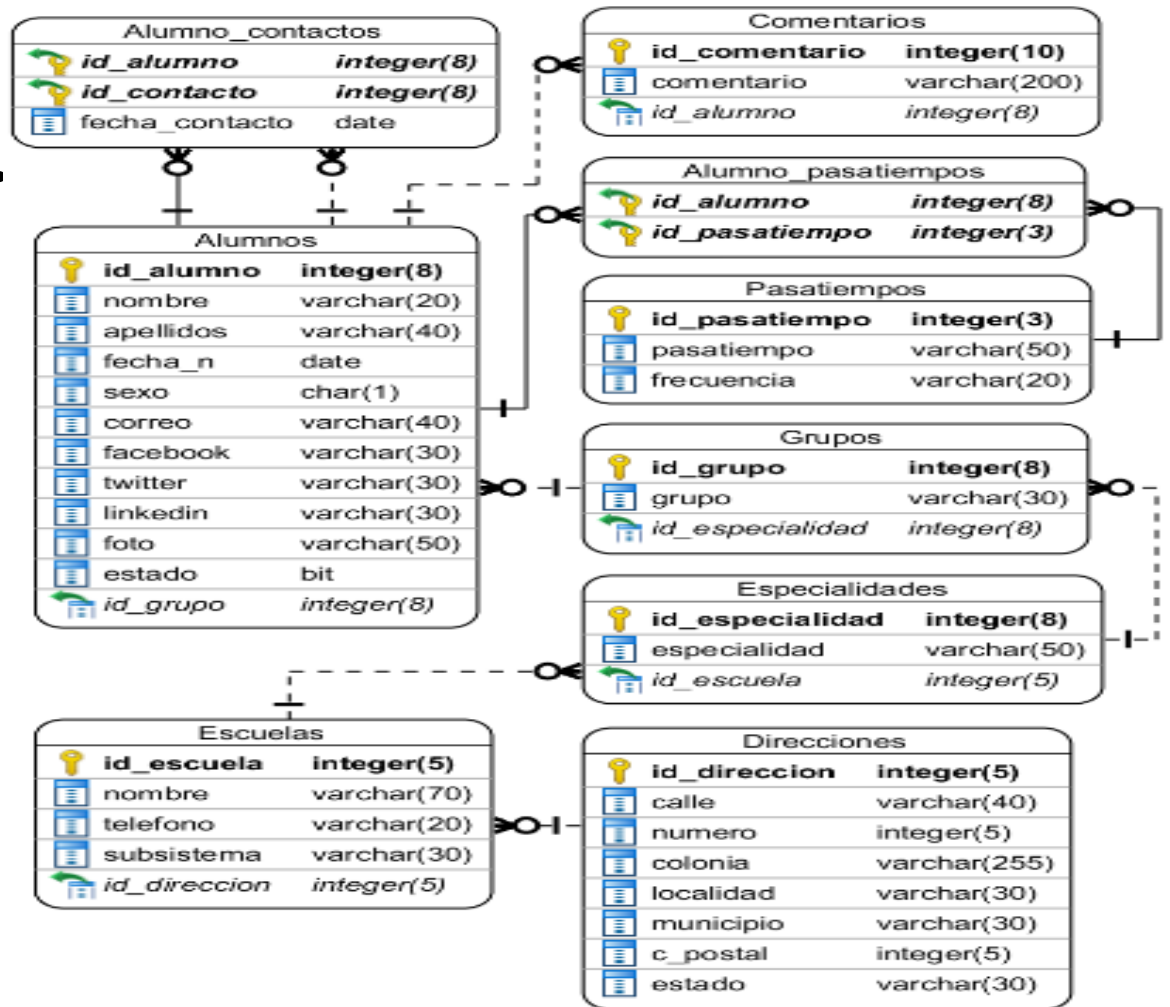 Alumno_contactos
id_alumno integer(8)
id_contacto integer(8)
fecha_contacto date
Comentarios
id_comentario integer(10)
comentario varchar(200)
id_alumno integer(8)
Alumno_pasatiempos
id_alumno integer(8)
id_pasatiempo integer(3)
Alumnos
id_alumno integer(8)
nombre varchar(20)
apellidos varchar(40)
fecha_n date
sexo char(1)
correo varchar(40)
facebook varchar(30)
twitter varchar(30)
linkedin varchar(30)
foto varchar(50)
estado bit
id_grupo integer(8)
Pasatiempos
id_pasatiempo integer(3)
pasatiempo varchar(50)
frecuencia varchar(20)
Grupos
id_grupo integer(8)
grupo varchar(30)
id_especialidad integer(8)
Especialidades
id_especialidad integer(8)
especialidad varchar(50)
id_escuela integer(5)
Escuelas
id_escuela integer(5)
nombre varchar(70)
telefono varchar(20)
subsistema varchar(30)
id_direccion integer(5)
Direcciones
id_direccion integer(5)
calle varchar(40)
numero integer(5)
colonia varchar(255)
localidad varchar(30)
municipio varchar(30)
c_postal integer(5)
estado varchar(30)